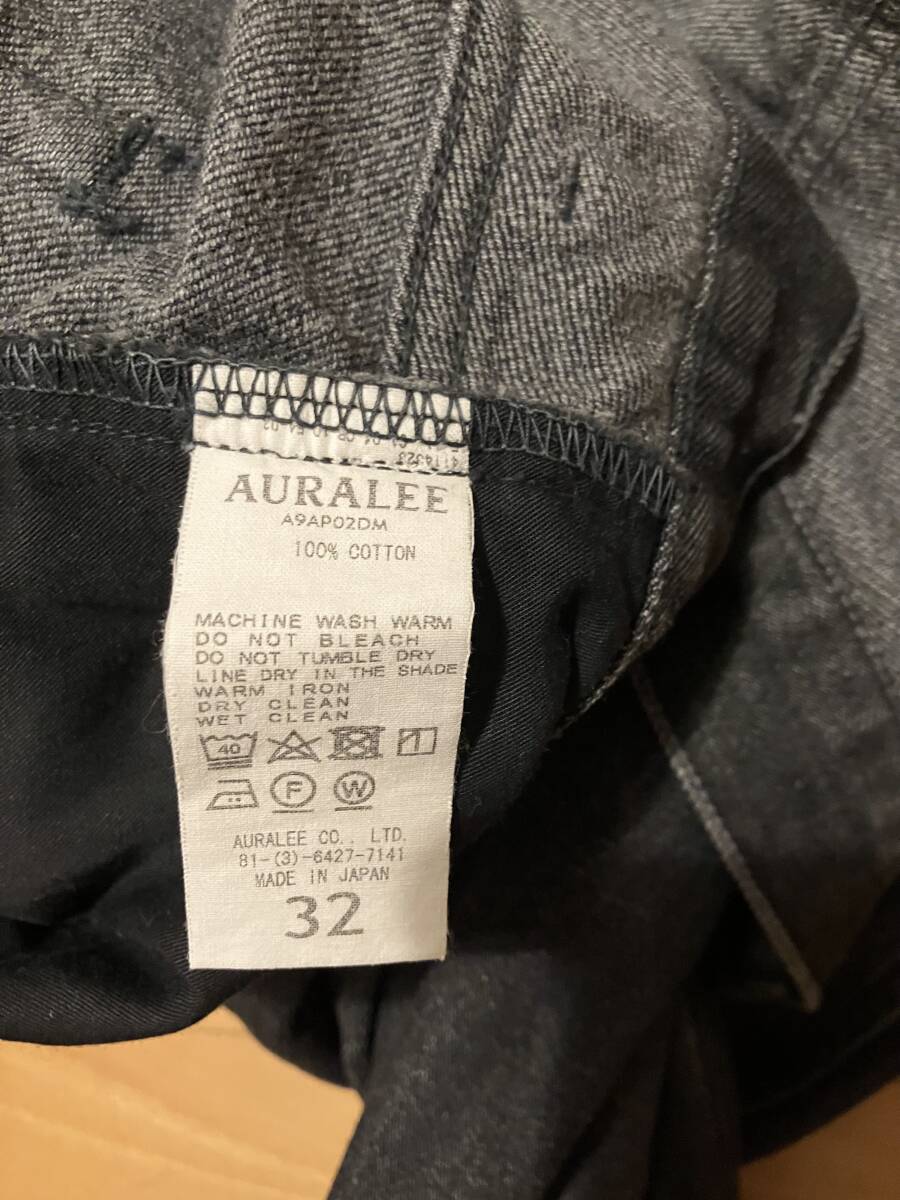 AURALEE
A9AP02DM
100% COTTON
MACHINE WASH WARM
DO NOT BLEACH
DO NOT TUMBLE DRY
LINE DRY IN THE SHADE
WARM IRON
DRY CLEAN
WET CLEAN
40
F W
AURALEE CO., LTD.
81-(3)-6427-7141
MADE IN JAPAN
32